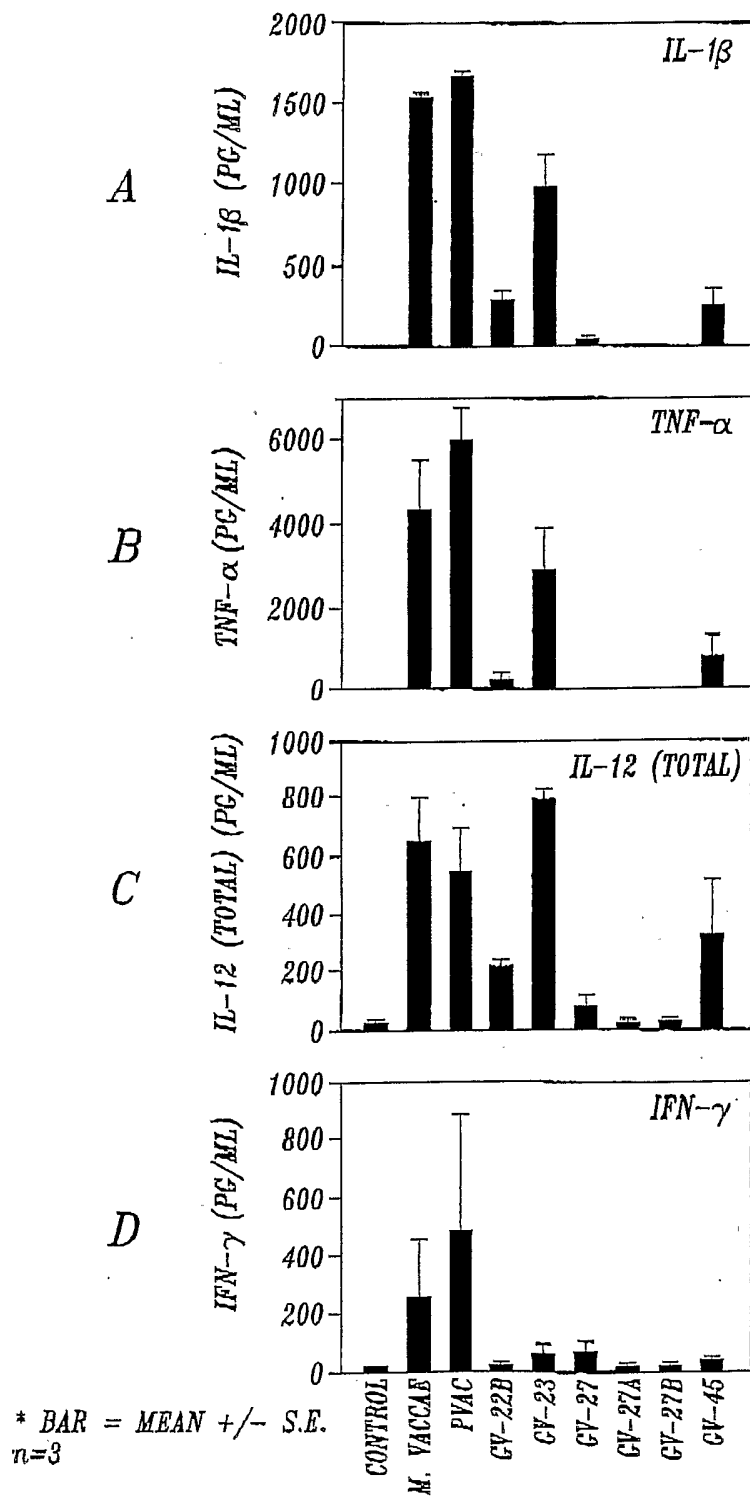 A
IL-1β (PG/ML)
2000
1500
1000
500
0
IL-1β
B
TNF-α (PG/ML)
6000
4000
2000
0
TNF-α
C
IL-12 (TOTAL) (PG/ML)
1000
800
600
400
200
0
IL-12 (TOTAL)
D
IFN-γ (PG/ML)
1000
800
600
400
200
0
IFN-γ
CONTROL
M. VACCAE
PVAC
GV-22B
GV-23
GV-27
GV-27A
GV-27B
GV-45
* BAR = MEAN +/- S.E.
n=3